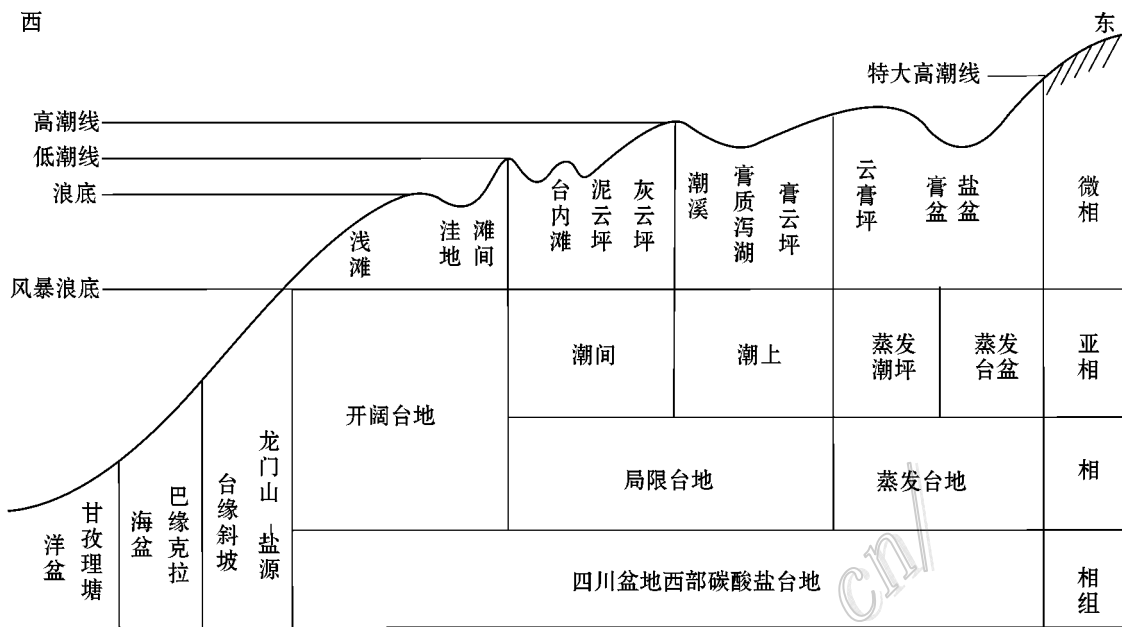 西
东
特大高潮线
高潮线
低潮线
浪底
风暴浪底
浅滩
洼地
滩间
台内滩
泥云坪
灰云坪
潮溪
膏质泻湖
膏云坪
云膏坪
膏盆
盐盆
微相
潮间
潮上
蒸发
潮坪
蒸发
台盆
亚相
开阔台地
局限台地
蒸发台地
相
洋盆
甘孜理塘
海盆
巴缘克拉
台缘斜坡
龙门山–盐源
四川盆地西部碳酸盐台地
相组
cn/